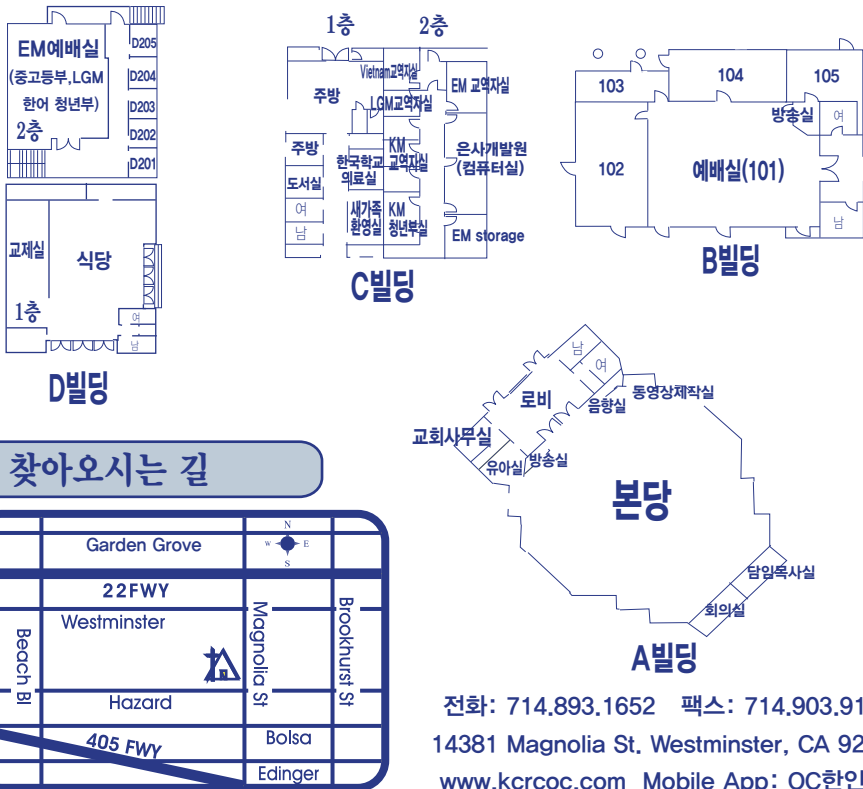 EM예배실
(중고등부,LGM
한어 청년부)
2층
D205
D204
D203
D202
D201
교제실
식당
1층
여
남
D빌딩
1층
2층
주방
Vietnam교역자실
EM 교역자실
LGM교역자실
주방
한국학교
의료실
KM
교역자실
은사개발원
(컴퓨터실)
도서실
여
남
새가족
환영실
KM
청년부실
EM storage
C빌딩
103
104
105
방송실
여
102
예배실(101)
남
B빌딩
남
여
로비
음향실
동영상제작실
교회사무실
유아실
방송실
본당
담임목사실
회의실
A빌딩
찾아오시는 길
Garden Grove
N
W
E
S
22FWY
Westminster
Beach Bl
Magnolia St
Brookhurst St
Hazard
405 FWY
Bolsa
Edinger
전화: 714.893.1652 팩스: 714.903.91
14381 Magnolia St. Westminster, CA 92
www.kcrcoc.com Mobile App: OC한인